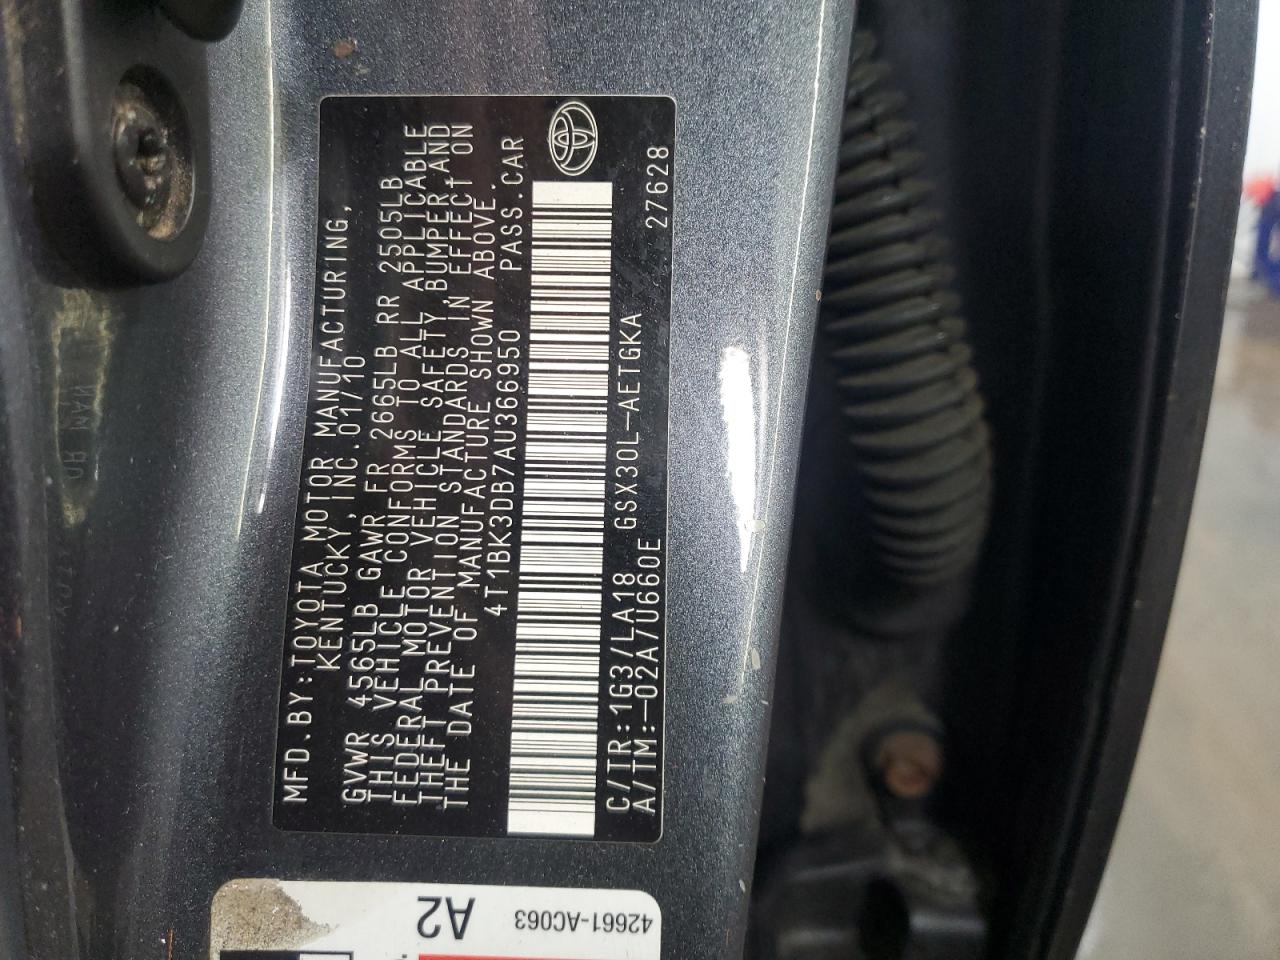 MFD.BY:TOYOTA MOTOR MANUFACTURING,
KENTUCKY,INC.01/10
GVWR 4565LB GAWR FR 2665LB RR 2505LB
THIS VEHICLE CONFORMS TO ALL APPLICABLE
FEDERAL MOTOR VEHICLE SAFETY,BUMPER,AND
THEFT PREVENTION STANDARDS IN EFFECT ON
THE DATE OF MANUFACTURE SHOWN ABOVE.
4T1BK3DB7AU366950 PASS.CAR
C/TR:1G3/LA18 GSX30L-AETGKA
A/TM:-02A/U660E 27628
42661-AC063
A2